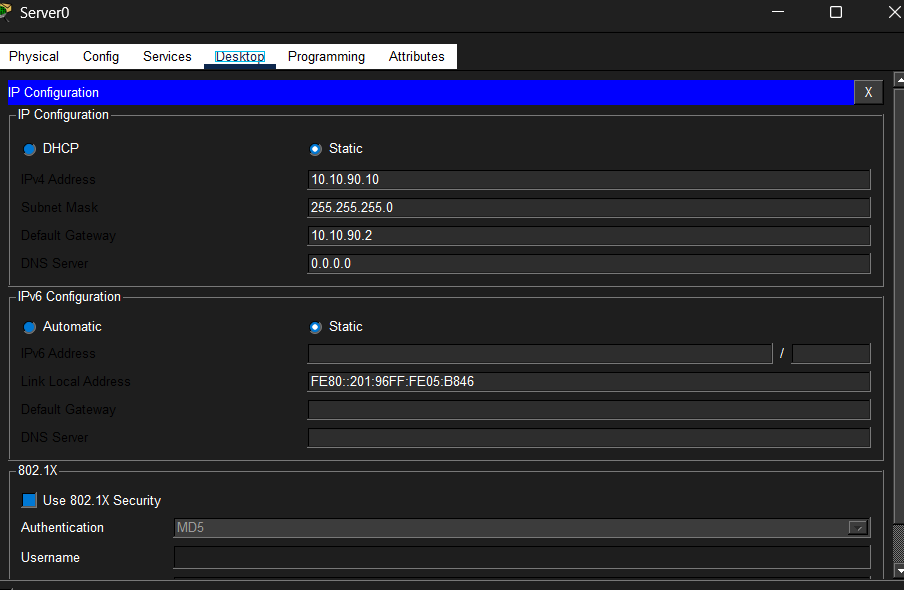 Server0
Physical Config Services Desktop Programming Attributes
IP Configuration X
IP Configuration
DHCP Static
IPv4 Address 10.10.90.10
Subnet Mask 255.255.255.0
Default Gateway 10.10.90.2
DNS Server 0.0.0.0
IPv6 Configuration
Automatic Static
IPv6 Address /
Link Local Address FE80::201:96FF:FE05:B846
Default Gateway
DNS Server
802.1X
Use 802.1X Security
Authentication MD5
Username